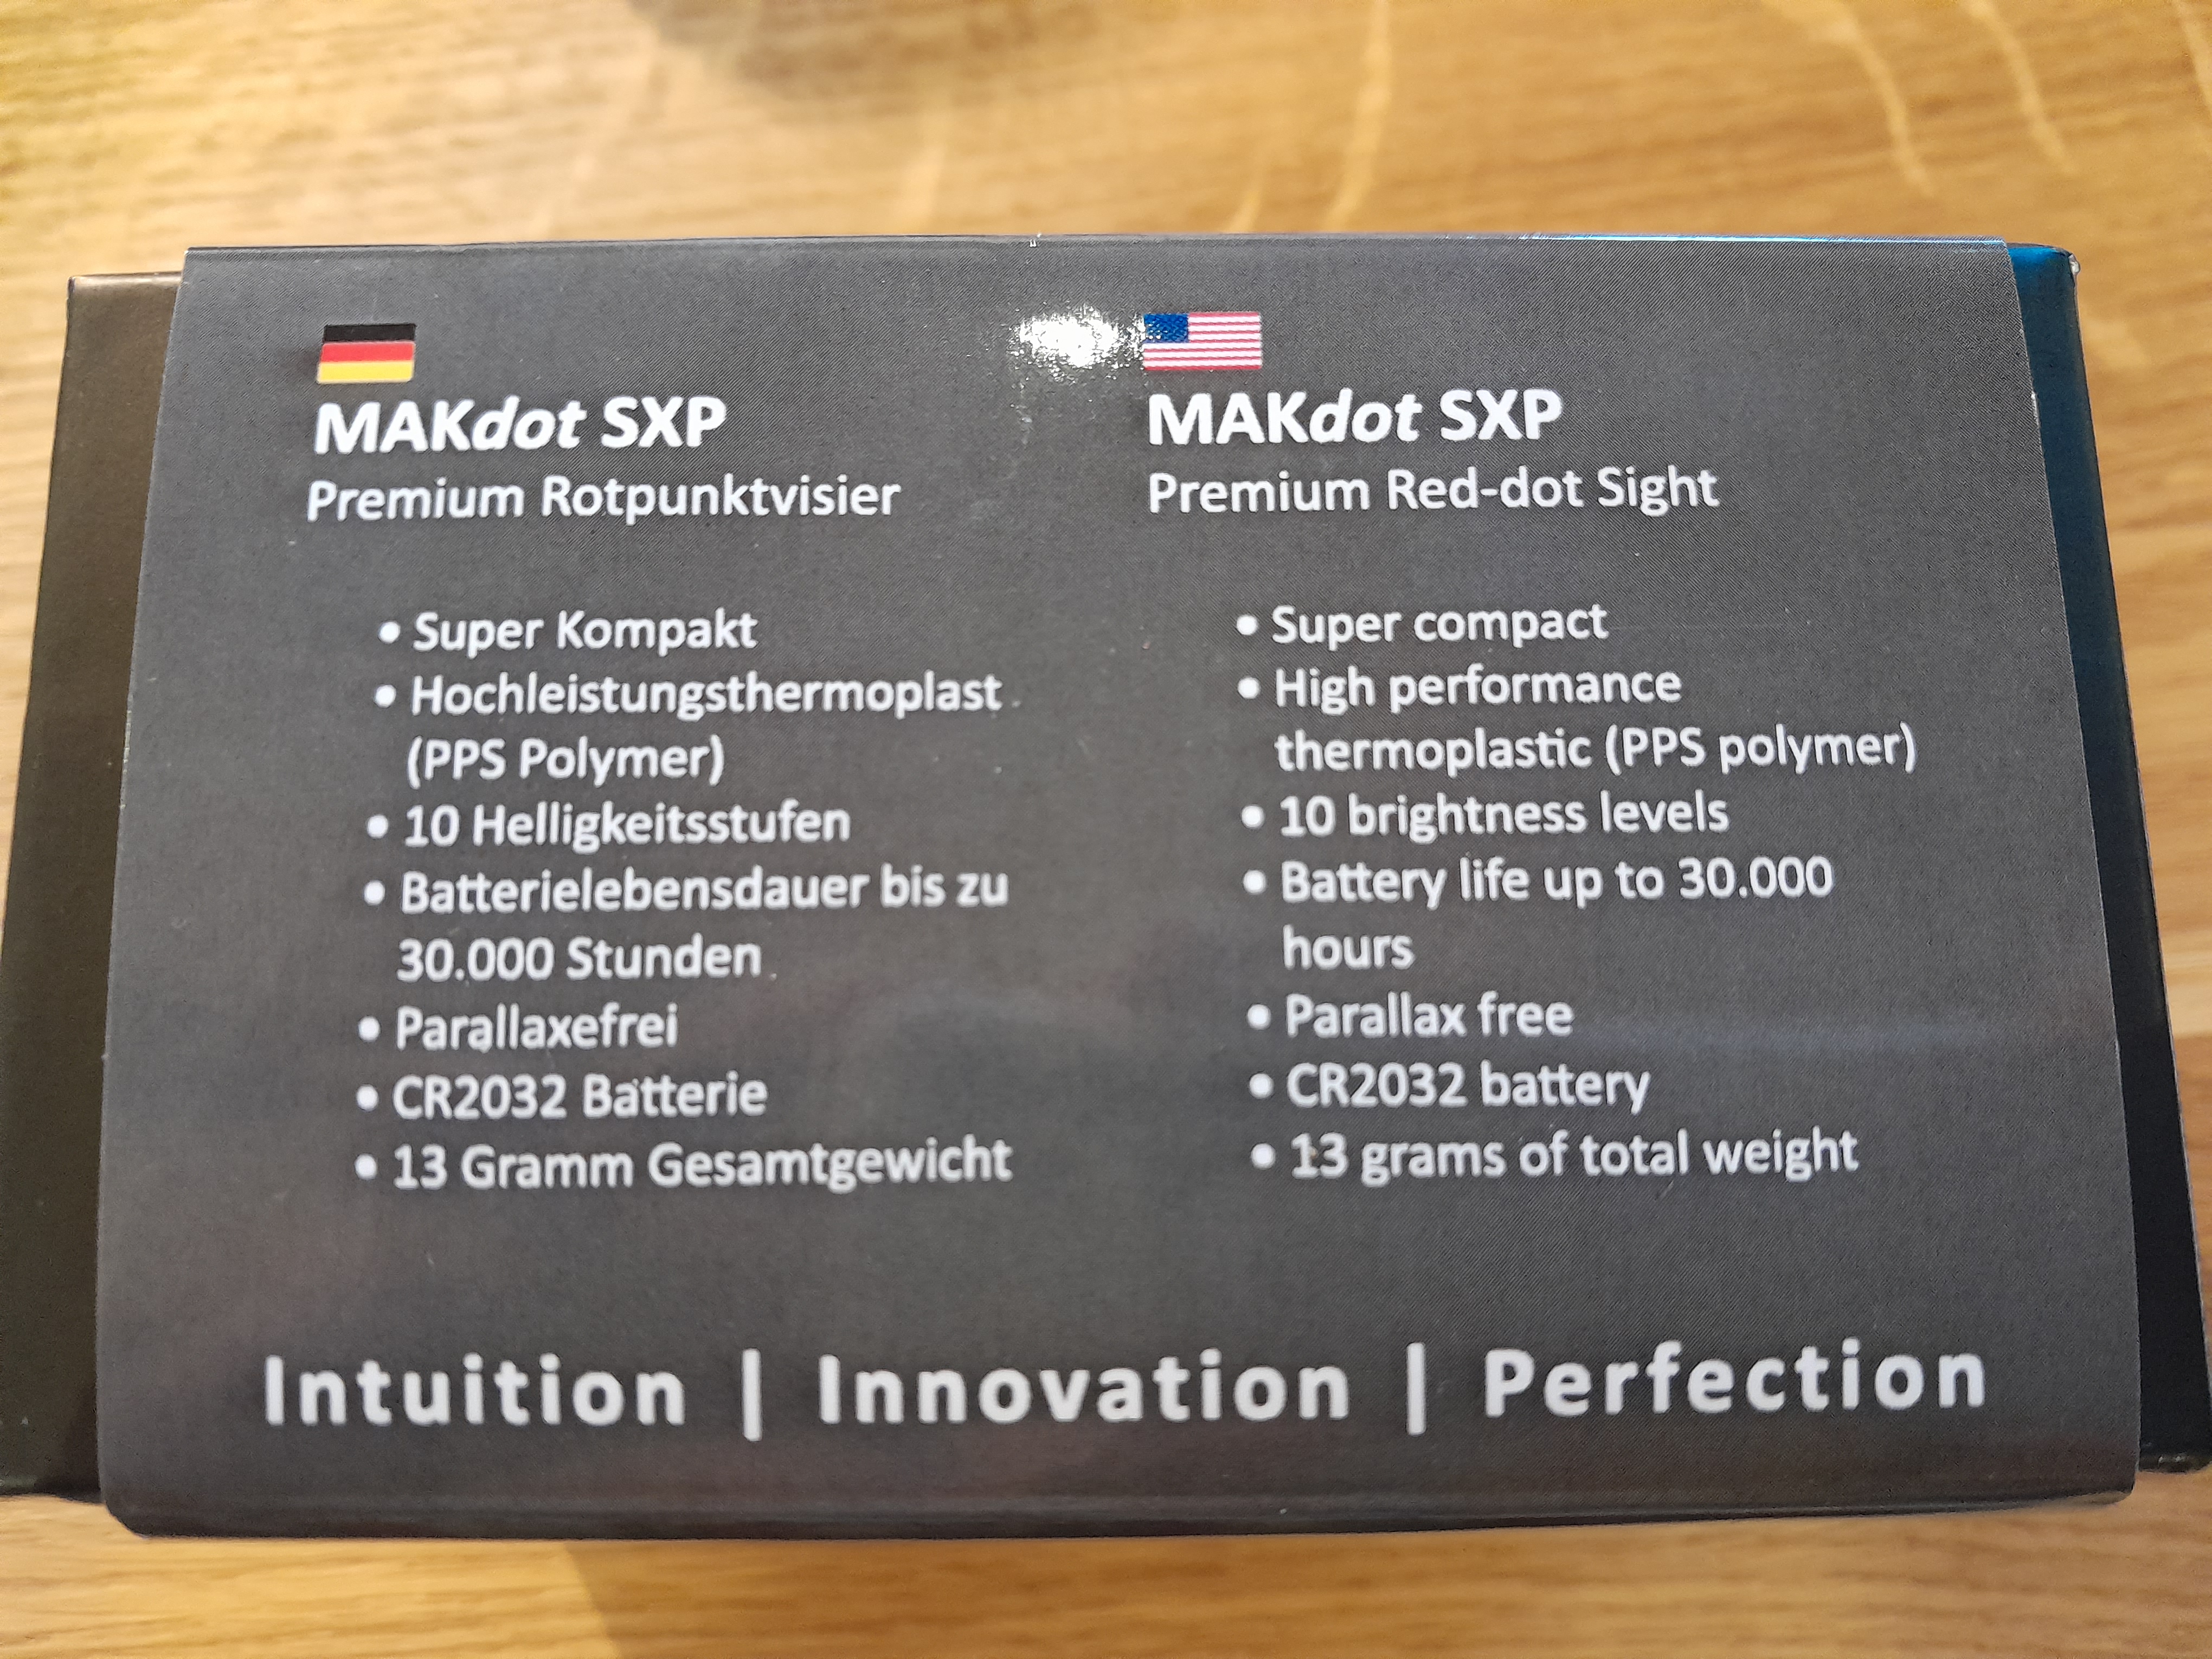 MAKdot SXP
Premium Rotpunktvisier
• Super Kompakt
• Hochleistungsthermoplast
(PPS Polymer)
• 10 Helligkeitsstufen
• Batterielebensdauer bis zu
30.000 Stunden
• Parallaxefrei
• CR2032 Batterie
• 13 Gramm Gesamtgewicht
MAKdot SXP
Premium Red-dot Sight
• Super compact
• High performance
thermoplastic (PPS polymer)
• 10 brightness levels
• Battery life up to 30.000
hours
• Parallax free
• CR2032 battery
• 13 grams of total weight
Intuition | Innovation | Perfection